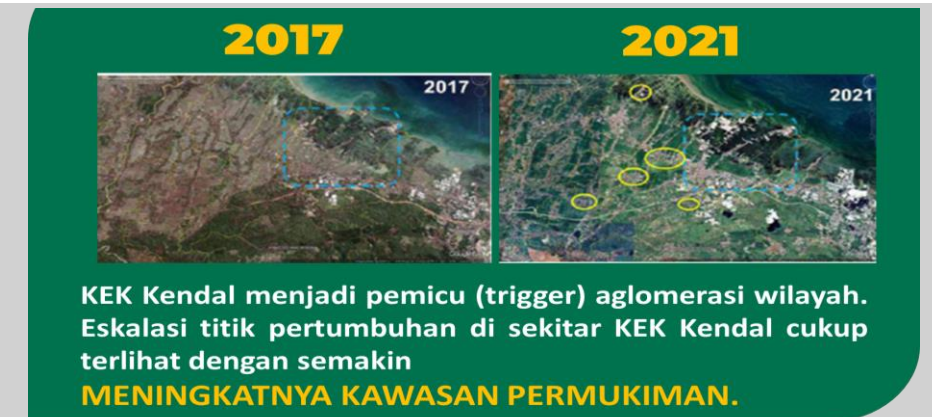 2017
2021
2017
2021
KEK Kendal menjadi pemicu (trigger) aglomerasi wilayah.
Eskalasi titik pertumbuhan di sekitar KEK Kendal cukup
terlihat dengan semakin
MENINGKATNYA KAWASAN PERMUKIMAN.